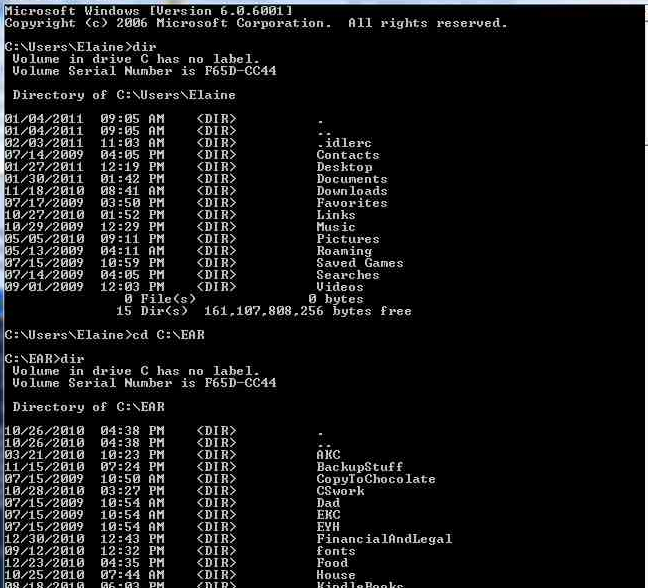 Microsoft Windows [Version 6.0.6001]
Copyright (c) 2006 Microsoft Corporation.  All rights reserved.
C:\Users\Elaine>dir
Volume in drive C has no label.
Volume Serial Number is F65D-CC44
Directory of C:\Users\Elaine
01/04/2011  09:05 AM    <DIR>          .
01/04/2011  09:05 AM    <DIR>          ..
02/03/2011  11:03 AM    <DIR>          .idlerc
07/14/2009  04:05 PM    <DIR>          Contacts
01/27/2011  12:19 PM    <DIR>          Desktop
01/30/2011  01:42 PM    <DIR>          Documents
11/18/2010  08:41 AM    <DIR>          Downloads
07/17/2009  03:50 PM    <DIR>          Favorites
10/27/2010  01:52 PM    <DIR>          Links
10/29/2009  12:29 PM    <DIR>          Music
05/05/2010  09:11 PM    <DIR>          Pictures
05/13/2009  04:11 AM    <DIR>          Roaming
07/15/2009  10:59 PM    <DIR>          Saved Games
07/14/2009  04:05 PM    <DIR>          Searches
09/01/2009  12:03 PM    <DIR>          Videos
0 File(s)              0 bytes
15 Dir(s)  161,107,808,256 bytes free
C:\Users\Elaine>cd C:\EAR
C:\EAR>dir
Volume in drive C has no label.
Volume Serial Number is F65D-CC44
Directory of C:\EAR
10/26/2010  04:38 PM    <DIR>          .
10/26/2010  04:38 PM    <DIR>          ..
03/21/2010  10:23 PM    <DIR>          AKC
11/15/2010  07:24 PM    <DIR>          BackupStuff
07/15/2009  10:50 AM    <DIR>          CopyToChocolate
10/28/2010  03:27 PM    <DIR>          CSwork
07/15/2009  10:54 AM    <DIR>          Dad
07/15/2009  10:54 AM    <DIR>          EKC
07/15/2009  10:54 AM    <DIR>          EYH
12/30/2010  12:43 PM    <DIR>          FinancialAndLegal
09/12/2010  12:32 PM    <DIR>          fonts
12/23/2010  04:35 PM    <DIR>          Food
10/25/2010  07:44 AM    <DIR>          House
08/18/2010  06:03 PM    <DIR>          KindleBooks